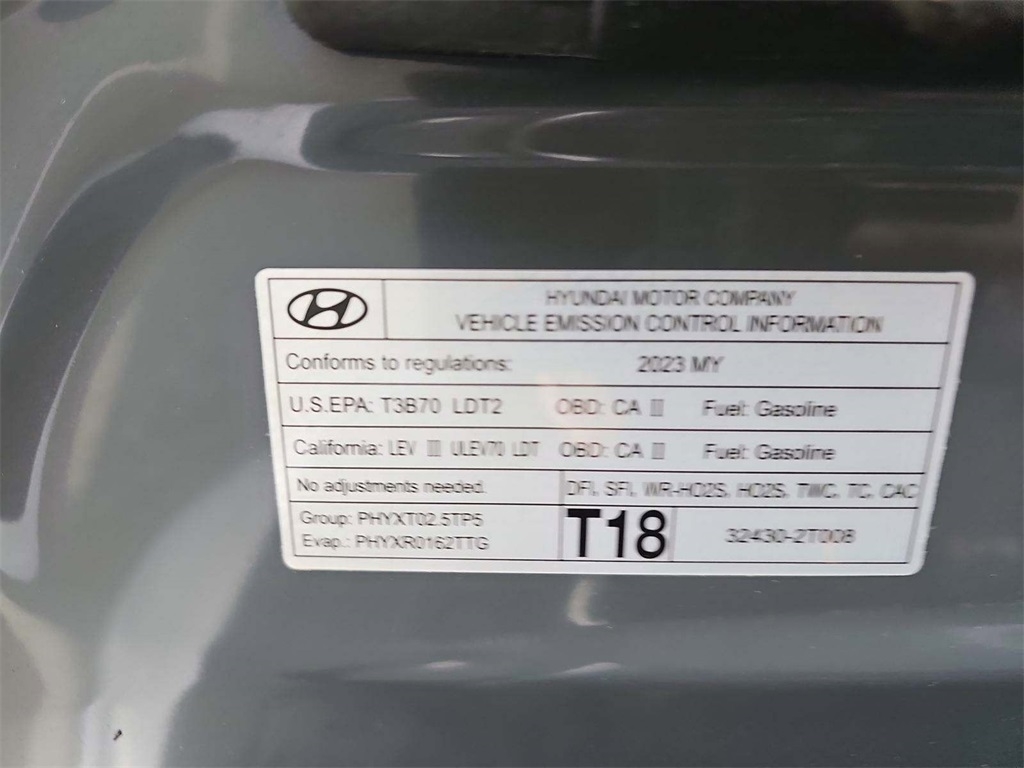 HYUNDAI MOTOR COMPANY
VEHICLE EMISSION CONTROL INFORMATION
Conforms to regulations: 2023 MY
U.S.EPA: T3B70 LDT2 OBD: CA II Fuel: Gasoline
California: LEV III ULEV70 LDT OBD: CA II Fuel: Gasoline
No adjustments needed. DFI, SFI, WR-HO2S, HO2S, TWC, TC, CAC
Group: PHYXT02.5TP5
Evap.: PHYXR0162TTG
T18 32430-2T008